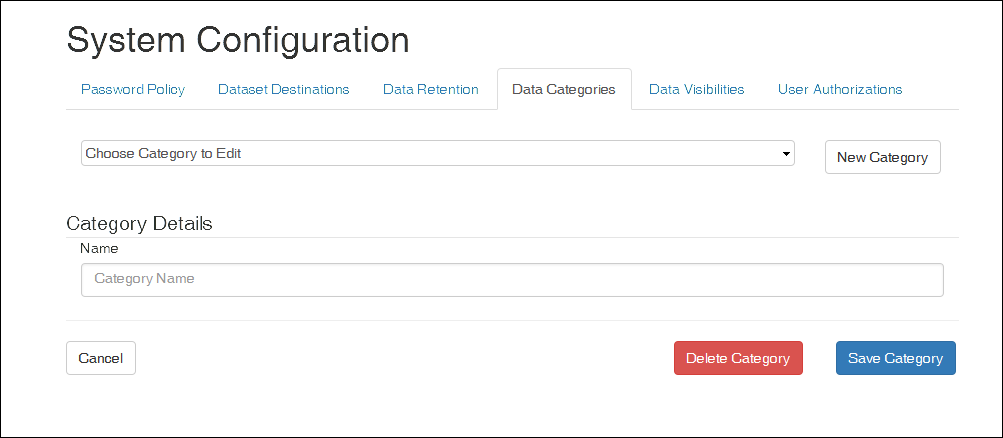 System Configuration
Password Policy Dataset Destinations Data Retention Data Categories Data Visibilities User Authorizations
Choose Category to Edit New Category
Category Details
Name
Category Name
Cancel Delete Category Save Category